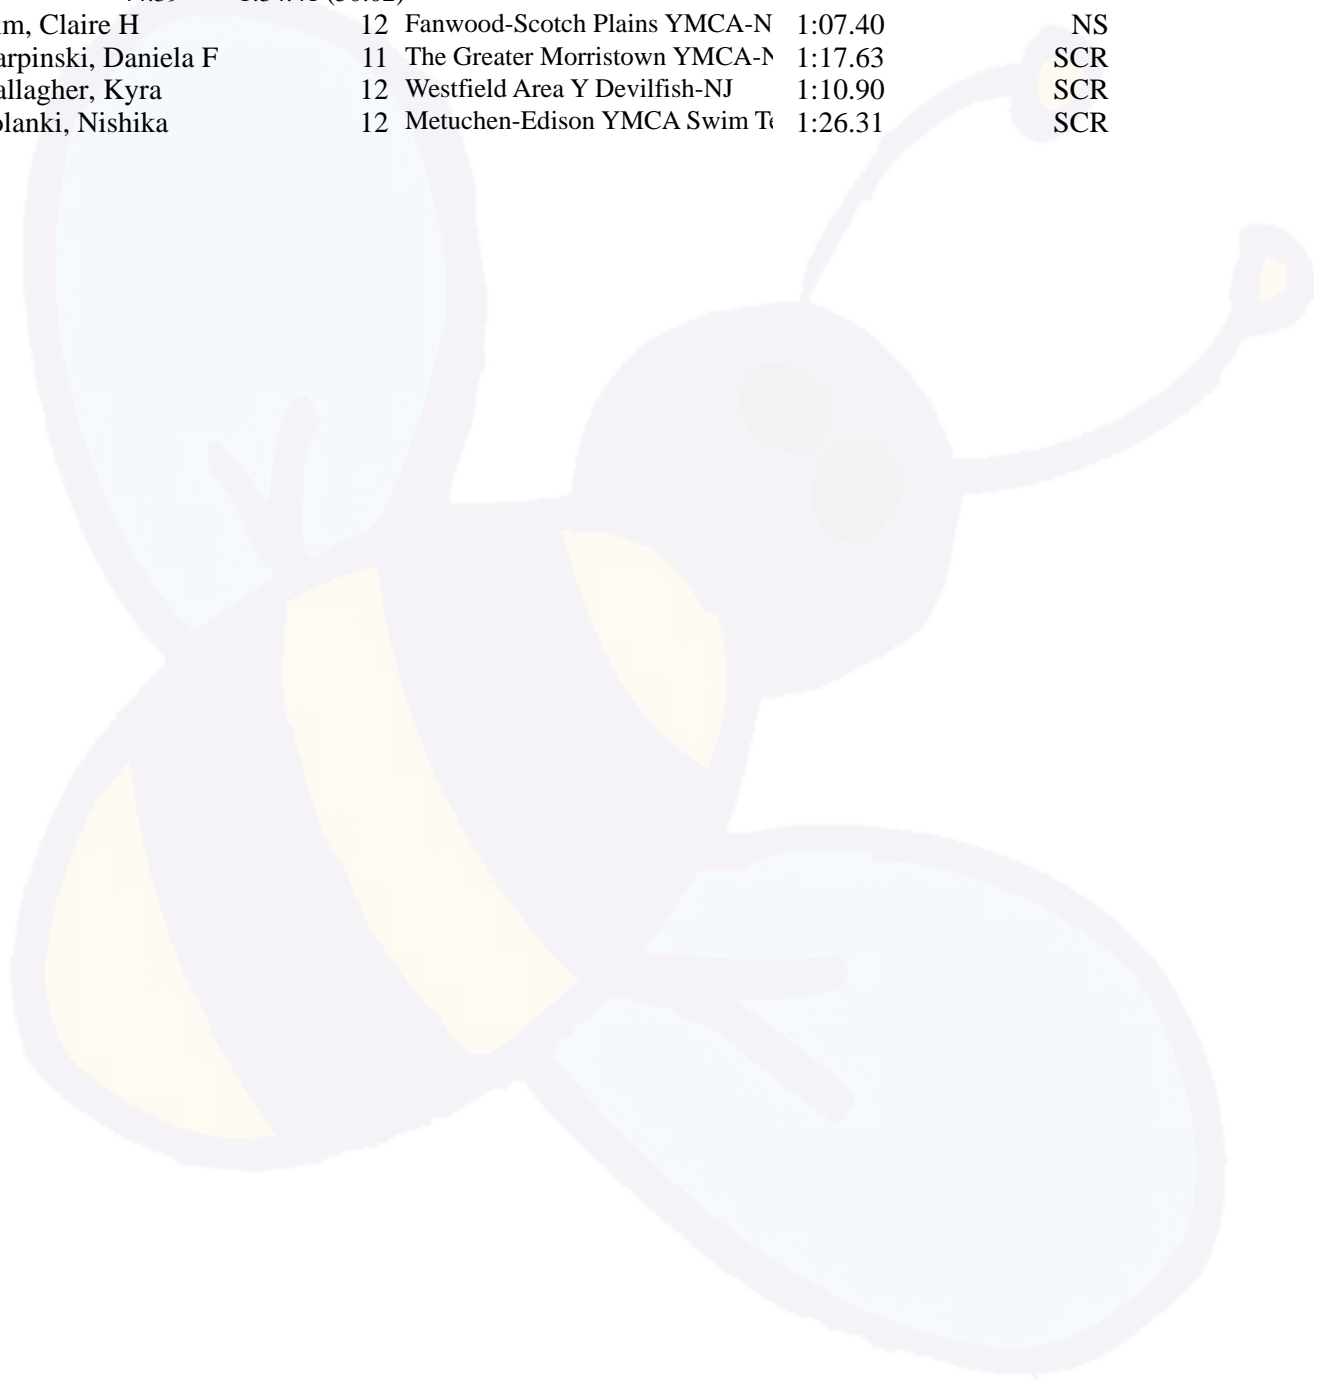 im, Claire H 12 Fanwood-Scotch Plains YMCA-N 1:07.40 NS
arpinski, Daniela F 11 The Greater Morristown YMCA-N 1:17.63 SCR
allagher, Kyra 12 Westfield Area Y Devilfish-NJ 1:10.90 SCR
olanki, Nishika 12 Metuchen-Edison YMCA Swim Te 1:26.31 SCR